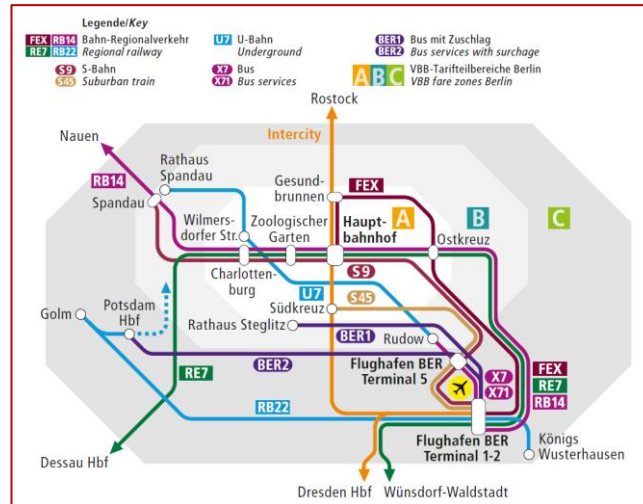 Legende/Key
FEX RB14 Bahn-Regionalverkehr
RE7 RB22 Regional railway
U7 U-Bahn
Underground
BER1 Bus mit Zuschlag
BER2 Bus services with surchage
S9 S-Bahn
S45 Suburban train
X7 Bus
X71 Bus services
A B C VBB-Tarifteilbereiche Berlin
VBB fare zones Berlin
Rostock
Nauen
Intercity
RB14
Rathaus
Spandau
Gesund-
brunnen
FEX
Spandau
Wilmers-
dorfer Str.
Zoologischer
Garten
Haupt-
bahnhof
A
B
C
Ostkreuz
Charlotten-
burg
S9
U7
S45
Golm
Potsdam
Hbf
Südkreuz
Rathaus Steglitz
BER1
Rudow
BER2
Flughafen BER
Terminal 5
X7
X71
FEX
RE7
RB14
RE7
RB22
Flughafen BER
Terminal 1-2
Königs
Wusterhausen
Dessau Hbf
Dresden Hbf
Wünsdorf-Waldstadt